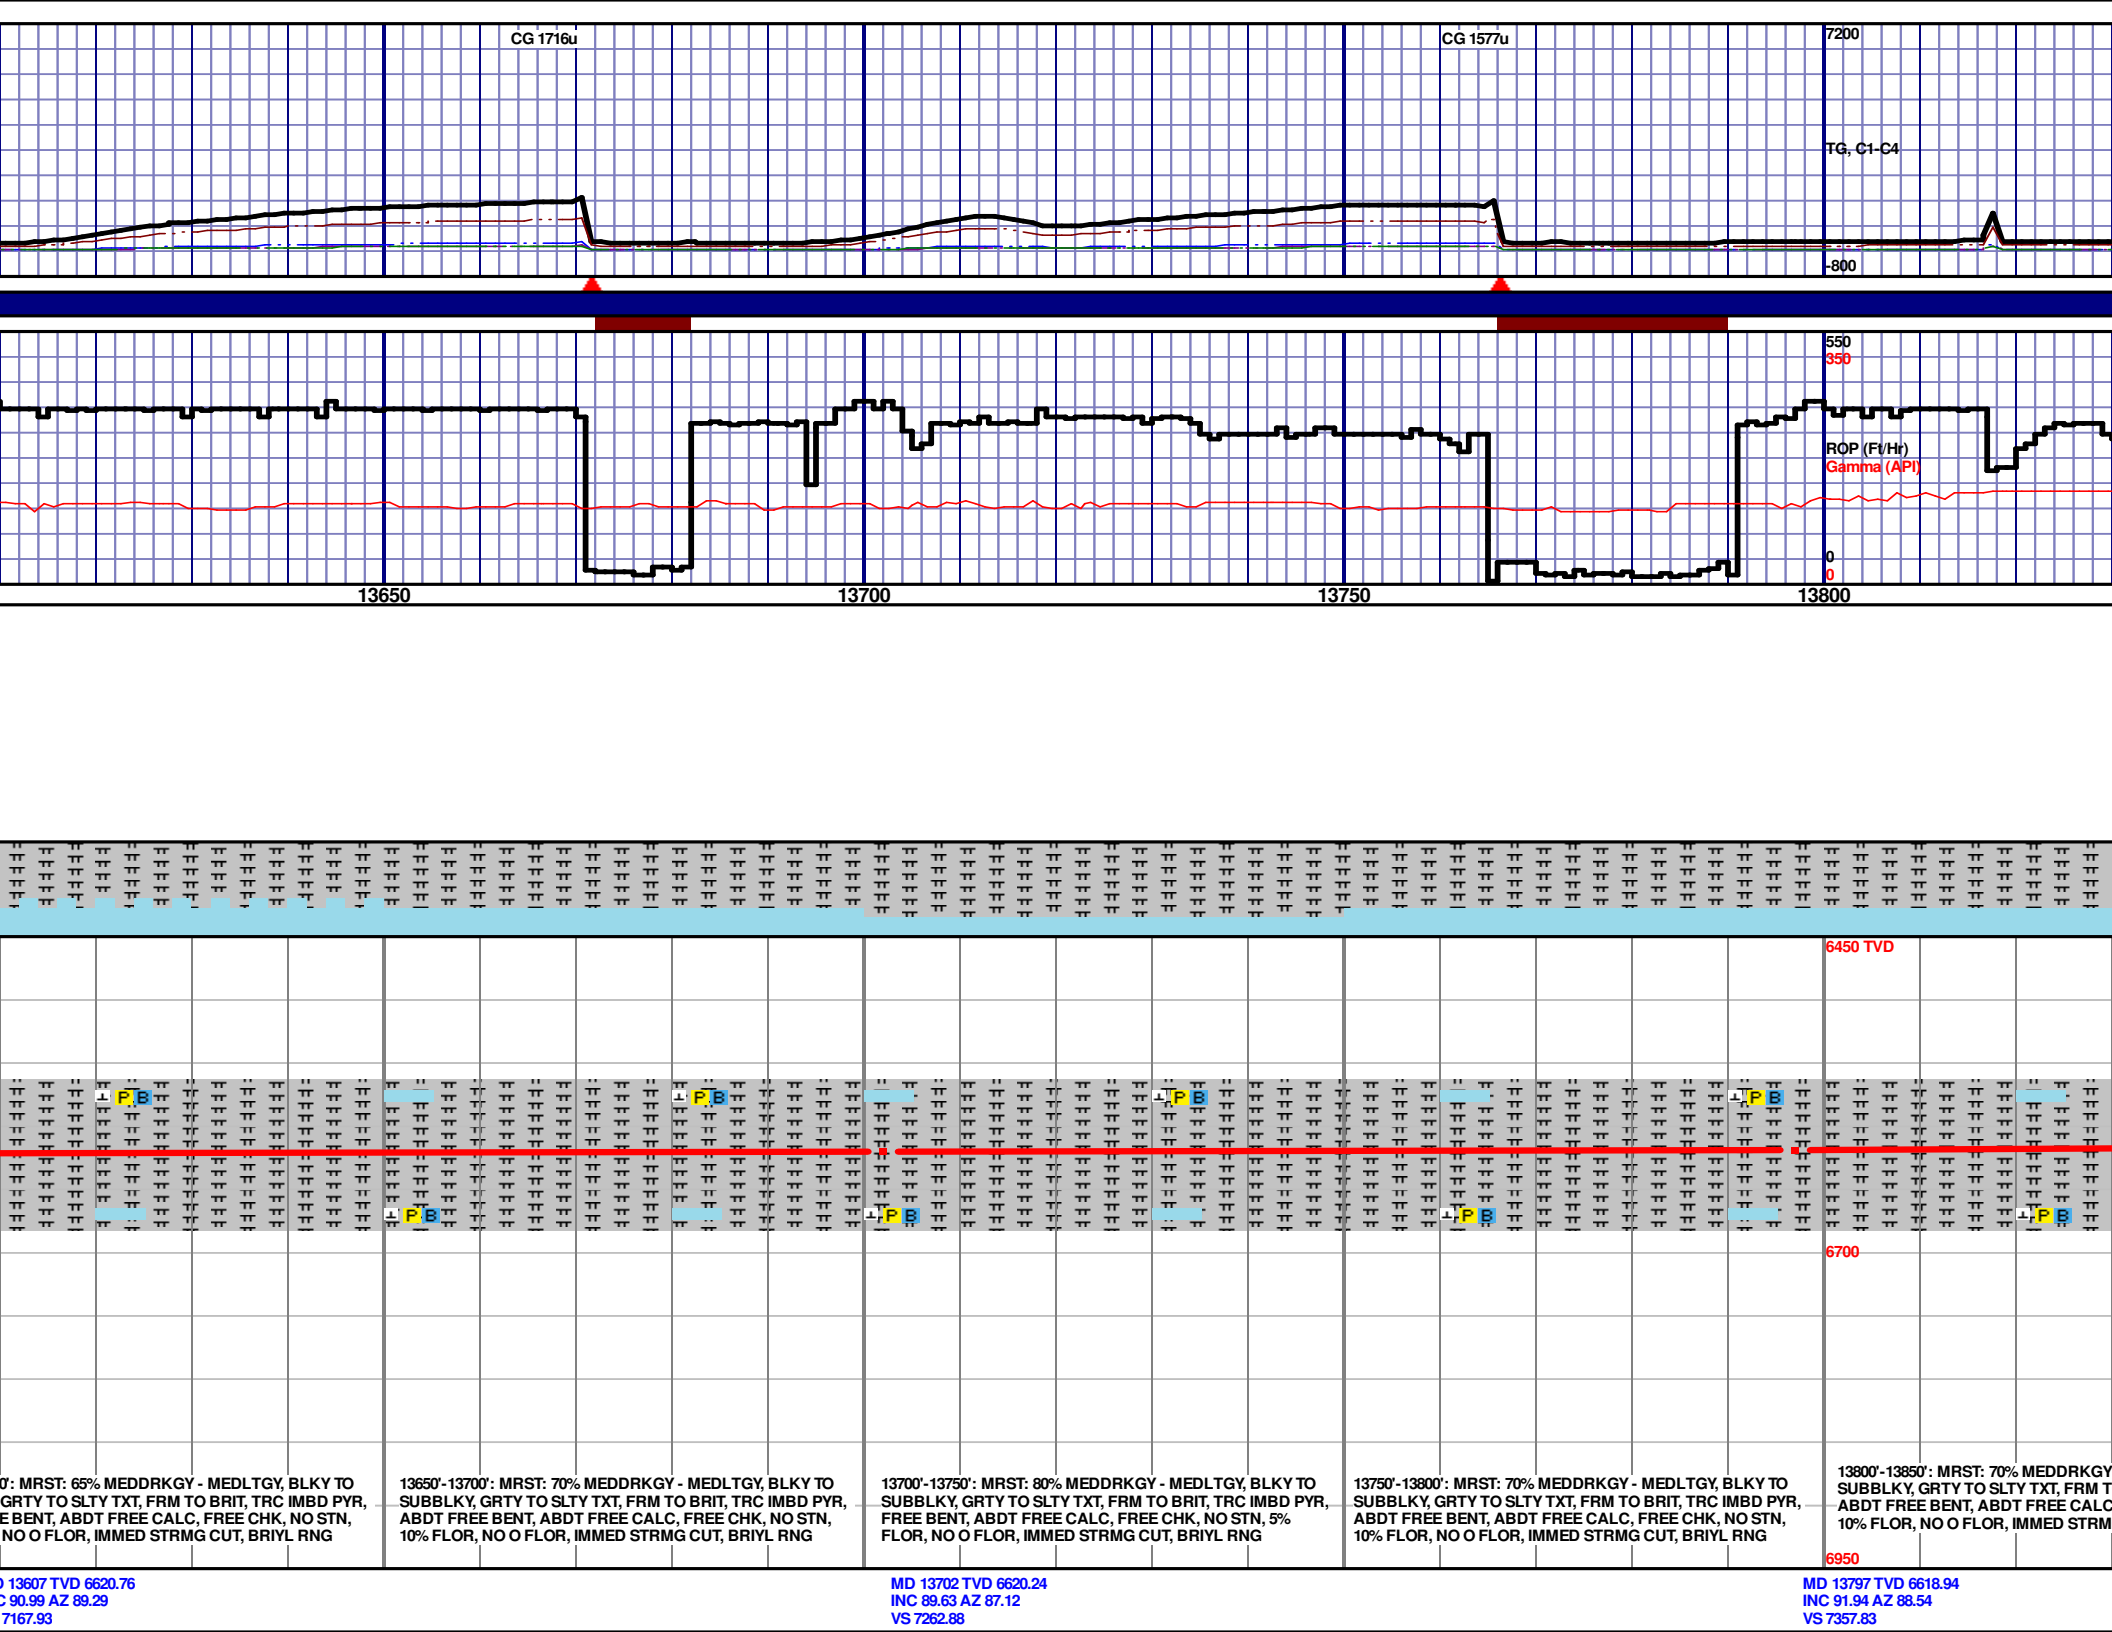 CG 1716u
CG 1577u
7200
TG, C1-C4
-800
550
350
ROP (Ft/Hr)
Gamma (API)
0
0
13650
13700
13750
13800
6450 TVD
P B
P B
P B
P B
P B
P B
P B
P B
6700
0': MRST: 65% MEDDRKGY - MEDLTGY, BLKY TO
GRTY TO SLTY TXT, FRM TO BRIT, TRC IMBD PYR,
E BENT, ABDT FREE CALC, FREE CHK, NO STN,
NO O FLOR, IMMED STRMG CUT, BRIYL RNG
13650'-13700': MRST: 70% MEDDRKGY - MEDLTGY, BLKY TO
SUBBLKY, GRTY TO SLTY TXT, FRM TO BRIT, TRC IMBD PYR,
ABDT FREE BENT, ABDT FREE CALC, FREE CHK, NO STN,
10% FLOR, NO O FLOR, IMMED STRMG CUT, BRIYL RNG
13700'-13750': MRST: 80% MEDDRKGY - MEDLTGY, BLKY TO
SUBBLKY, GRTY TO SLTY TXT, FRM TO BRIT, TRC IMBD PYR,
FREE BENT, ABDT FREE CALC, FREE CHK, NO STN, 5%
FLOR, NO O FLOR, IMMED STRMG CUT, BRIYL RNG
13750'-13800': MRST: 70% MEDDRKGY - MEDLTGY, BLKY TO
SUBBLKY, GRTY TO SLTY TXT, FRM TO BRIT, TRC IMBD PYR,
ABDT FREE BENT, ABDT FREE CALC, FREE CHK, NO STN,
10% FLOR, NO O FLOR, IMMED STRMG CUT, BRIYL RNG
13800'-13850': MRST: 70% MEDDRKGY
SUBBLKY, GRTY TO SLTY TXT, FRM T
ABDT FREE BENT, ABDT FREE CALC
10% FLOR, NO O FLOR, IMMED STRM
6950
13607 TVD 6620.76
C 90.99 AZ 89.29
7167.93
MD 13702 TVD 6620.24
INC 89.63 AZ 87.12
VS 7262.88
MD 13797 TVD 6618.94
INC 91.94 AZ 88.54
VS 7357.83